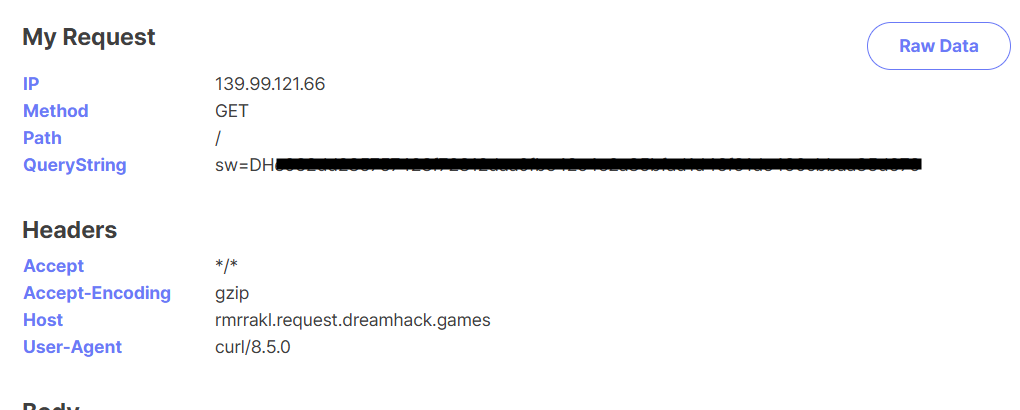 My Request
Raw Data
IP 139.99.121.66
Method GET
Path /
QueryString sw=DH
Headers
Accept */*
Accept-Encoding gzip
Host rmrrakl.request.dreamhack.games
User-Agent curl/8.5.0
Body